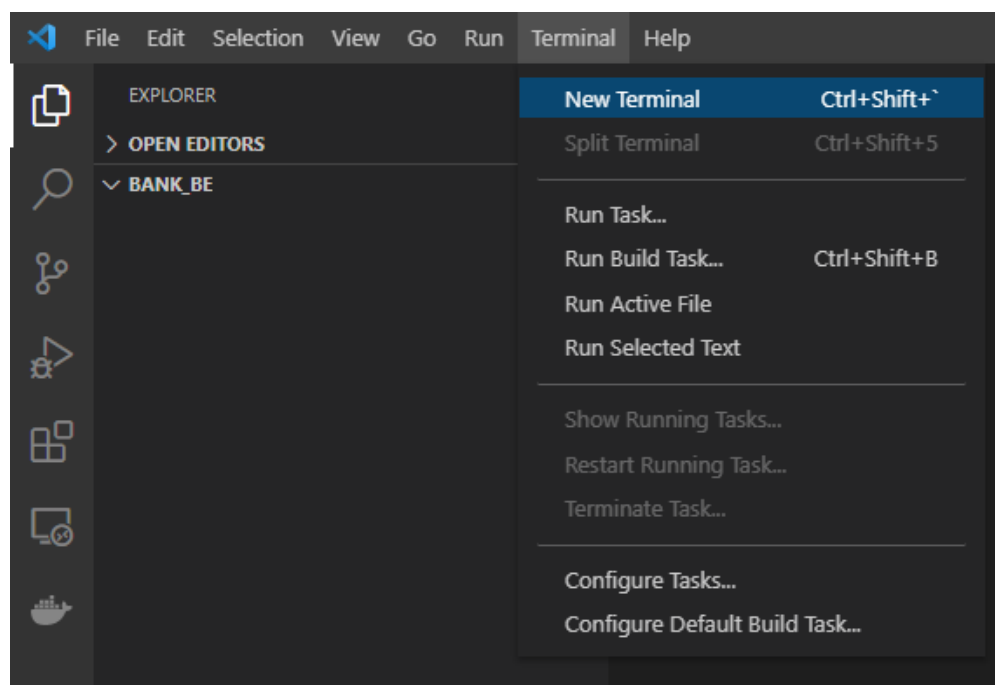 File Edit Selection View Go Run Terminal Help
EXPLORER
OPEN EDITORS
BANK_BE
New Terminal Ctrl+Shift+`
Split Terminal Ctrl+Shift+5
Run Task...
Run Build Task... Ctrl+Shift+B
Run Active File
Run Selected Text
Show Running Tasks...
Restart Running Task...
Terminate Task...
Configure Tasks...
Configure Default Build Task...